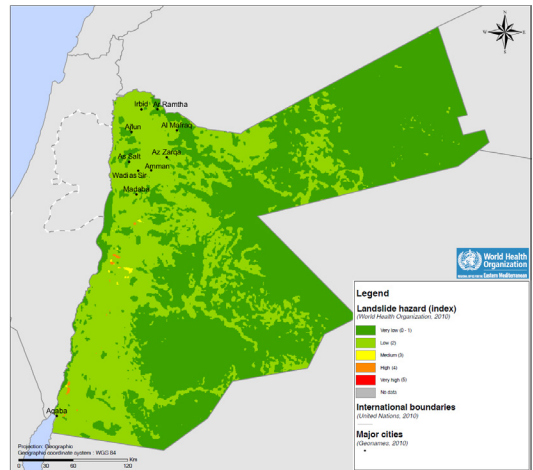 N
W
E
S
Irbid
Ar Ramtha
Ajlun
Al Mafraq
Az Zarqa
As Salt
Amman
Wadi as Sir
Madaba
World Health
Organization
Eastern Mediterranean
Legend
Landslide hazard (index)
(World Health Organization, 2010)
Very low (0 - 1)
Low (2)
Medium (3)
High (4)
Very high (5)
No data
International boundaries
(United Nations, 2010)
Major cities
(Geonames, 2010)
Aqaba
Projection: Geographic
Geographic coordinate system : WGS 84
0 30 60 120 Km